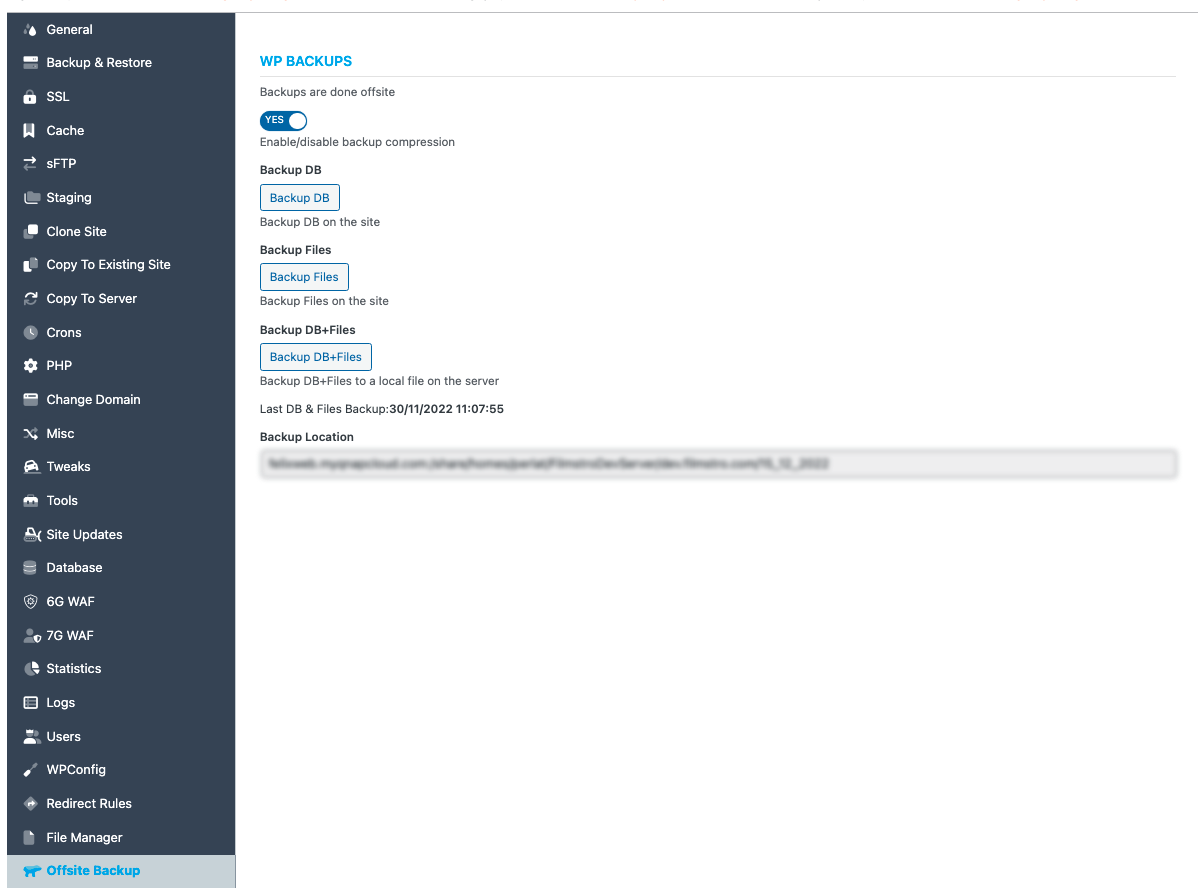 General
Backup & Restore
SSL
Cache
sFTP
Staging
Clone Site
Copy To Existing Site
Copy To Server
Crons
PHP
Change Domain
Misc
Tweaks
Tools
Site Updates
Database
6G WAF
7G WAF
Statistics
Logs
Users
WPConfig
Redirect Rules
File Manager
Offsite Backup
WP BACKUPS
Backups are done offsite
YES
Enable/disable backup compression
Backup DB
Backup DB
Backup DB on the site
Backup Files
Backup Files
Backup Files on the site
Backup DB+Files
Backup DB+Files
Backup DB+Files to a local file on the server
Last DB & Files Backup:30/11/2022 11:07:55
Backup Location